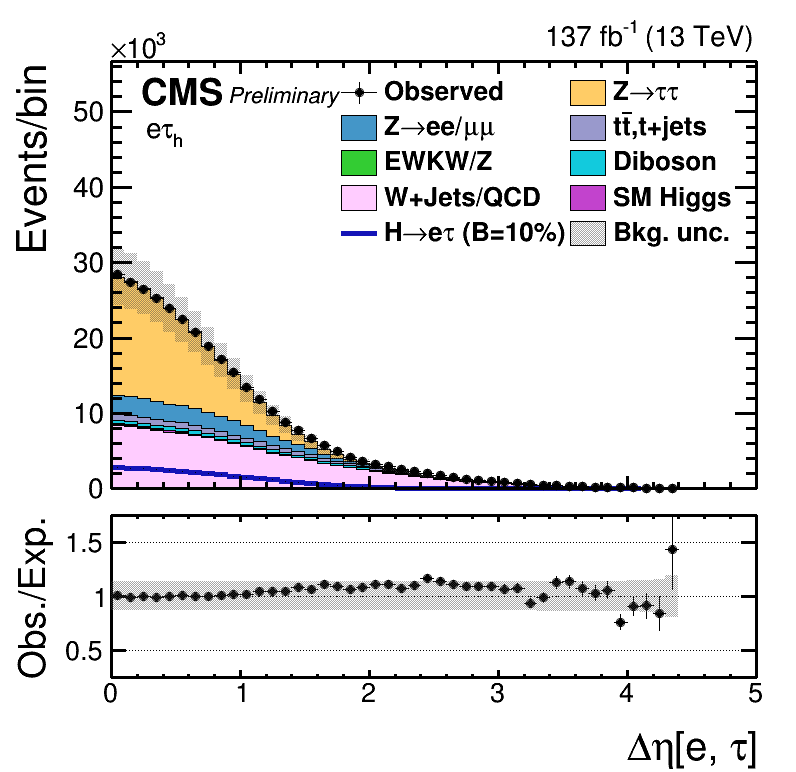 ×10³
137 fb⁻¹ (13 TeV)
Events/bin
CMS Preliminary
eτₕ
Observed
Z→ττ
Z→ee/μμ
tt̄,t+jets
EWKW/Z
Diboson
W+Jets/QCD
SM Higgs
H→eτ (B=10%)
Bkg. unc.
50
40
30
20
10
0
Obs./Exp.
1.5
1
0.5
0 1 2 3 4 5
Δη[e, τ]